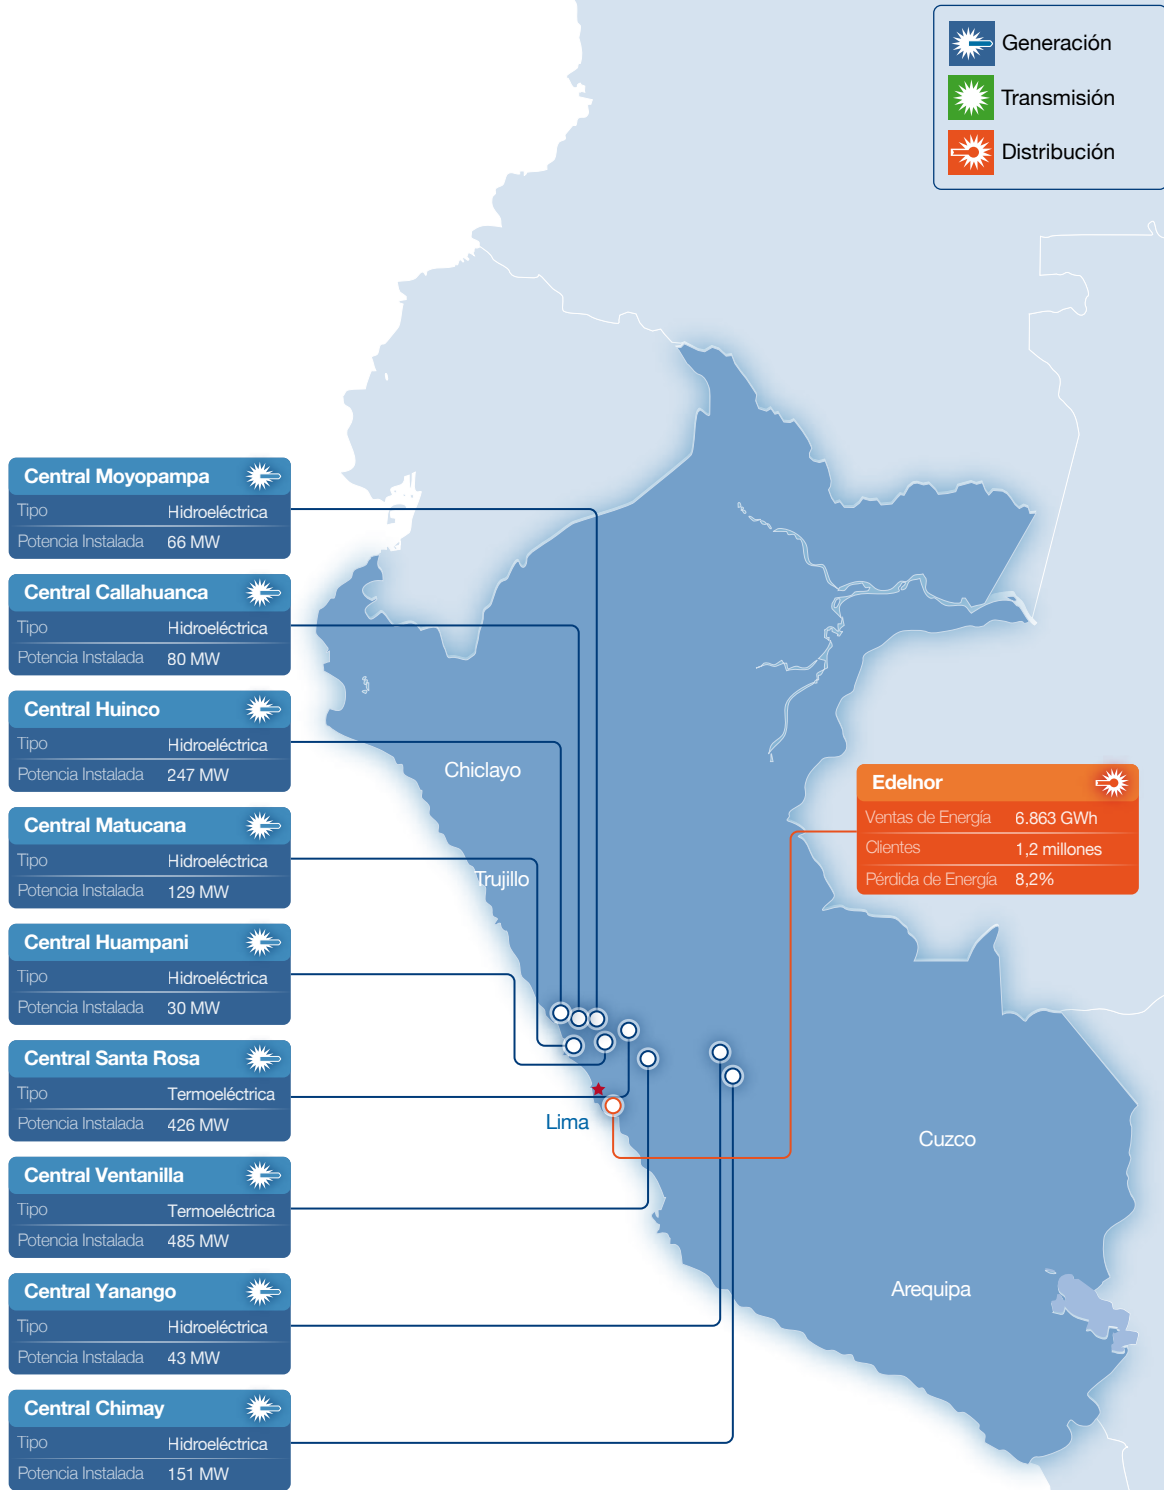 Generación
Transmisión
Distribución
Central Moyopampa
Tipo Hidroeléctrica
Potencia Instalada 66 MW
Central Callahuanca
Tipo Hidroeléctrica
Potencia Instalada 80 MW
Central Huinco
Tipo Hidroeléctrica
Potencia Instalada 247 MW
Central Matucana
Tipo Hidroeléctrica
Potencia Instalada 129 MW
Central Huampani
Tipo Hidroeléctrica
Potencia Instalada 30 MW
Central Santa Rosa
Tipo Termoeléctrica
Potencia Instalada 426 MW
Central Ventanilla
Tipo Termoeléctrica
Potencia Instalada 485 MW
Central Yanango
Tipo Hidroeléctrica
Potencia Instalada 43 MW
Central Chimay
Tipo Hidroeléctrica
Potencia Instalada 151 MW
Chiclayo
Trujillo
Lima
Cuzco
Arequipa
Edelnor
Ventas de Energía 6.863 GWh
Clientes 1,2 millones
Pérdida de Energía 8,2%